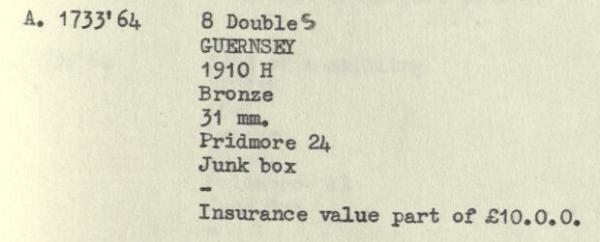 A. 1733'64 8 Doubles
GUERNSEY
1910 H
Bronze
31 mm.
Pridmore 24
Junk box
-
Insurance value part of £10.0.0.